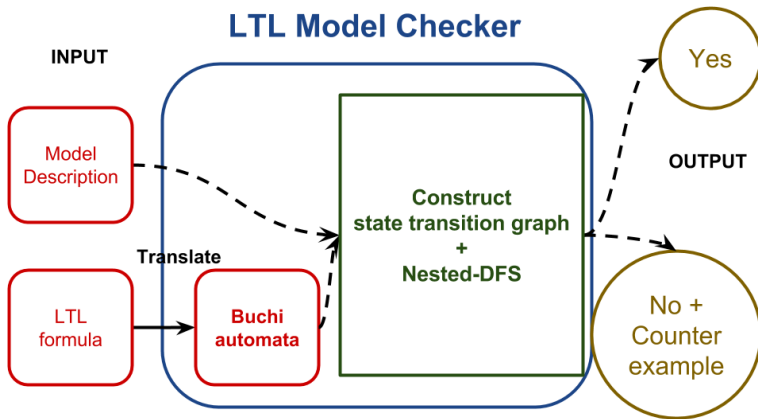 LTL Model Checker
INPUT
Yes
Model
Description
OUTPUT
Construct
state transition graph
+
Nested-DFS
Translate
LTL
formula
Buchi
automata
No +
Counter
example